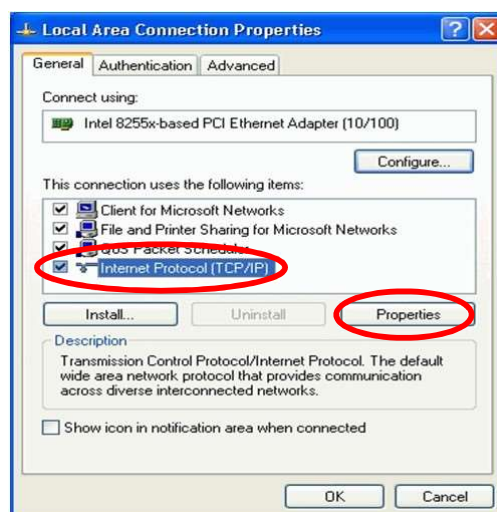 Local Area Connection Properties
General Authentication Advanced
Connect using:
Intel 8255x-based PCI Ethernet Adapter (10/100)
Configure...
This connection uses the following items:
Client for Microsoft Networks
File and Printer Sharing for Microsoft Networks
QoS Packet Scheduler
Internet Protocol (TCP/IP)
Install... Uninstall Properties
Description
Transmission Control Protocol/Internet Protocol. The default
wide area network protocol that provides communication
across diverse interconnected networks.
Show icon in notification area when connected
OK Cancel